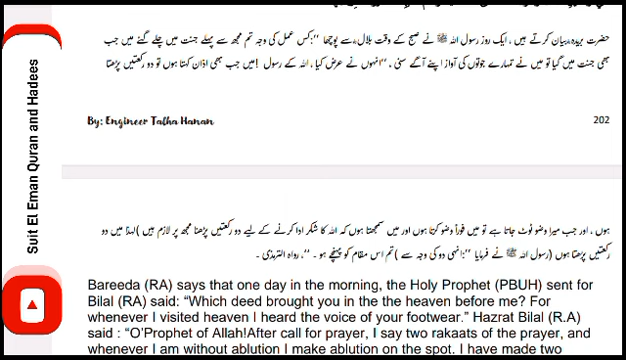 حضرت بریدہ بیان کرتے ہیں ، ایک روز رسول اللہ ﷺ نے صبح کے وقت بلال سے پوچھا ’’:کس عمل کی وجہ تم مجھ سے پہلے جنت میں چلے گئے میں جب
بھی جنت میں گیا تو میں نے تمہارے جوتوں کی آواز اپنے آگے سنی ، ‘‘انہوں نے عرض کیا ، اللہ کے رسول !میں جب بھی اذان کہتا ہوں تو دو رکعتیں پڑھتا
By: Engineer Talha Hanan
202
ہوں ، اور جب میرا وضو ٹوٹ جاتا ہے تو میں فوراً وضو کرتا ہوں اور میں سمجھتا ہوں کہ اللہ کا شکر ادا کرنے کے لیے دو رکعتیں پڑھنا مجھ پر لازم ہیں )لہذا میں دو
رکعتیں پڑھتا ہوں (رسول اللہ ﷺ نے فرمایا ’’:انہی دو کی وجہ سے )تم اس مقام کو پہنچے ہو ۔ ‘‘، رواہ الترمذی ۔
Bareeda (RA) says that one day in the morning, the Holy Prophet (PBUH) sent for
Bilal (RA) said: “Which deed brought you in the the heaven before me? For
whenever I visited heaven I heard the voice of your footwear.” Hazrat Bilal (R.A)
said : “O’Prophet of Allah!After call for prayer, I say two rakaats of the prayer, and
whenever I am without ablution I make ablution on the spot. I have made two
Suit El Eman Quran and Hadees